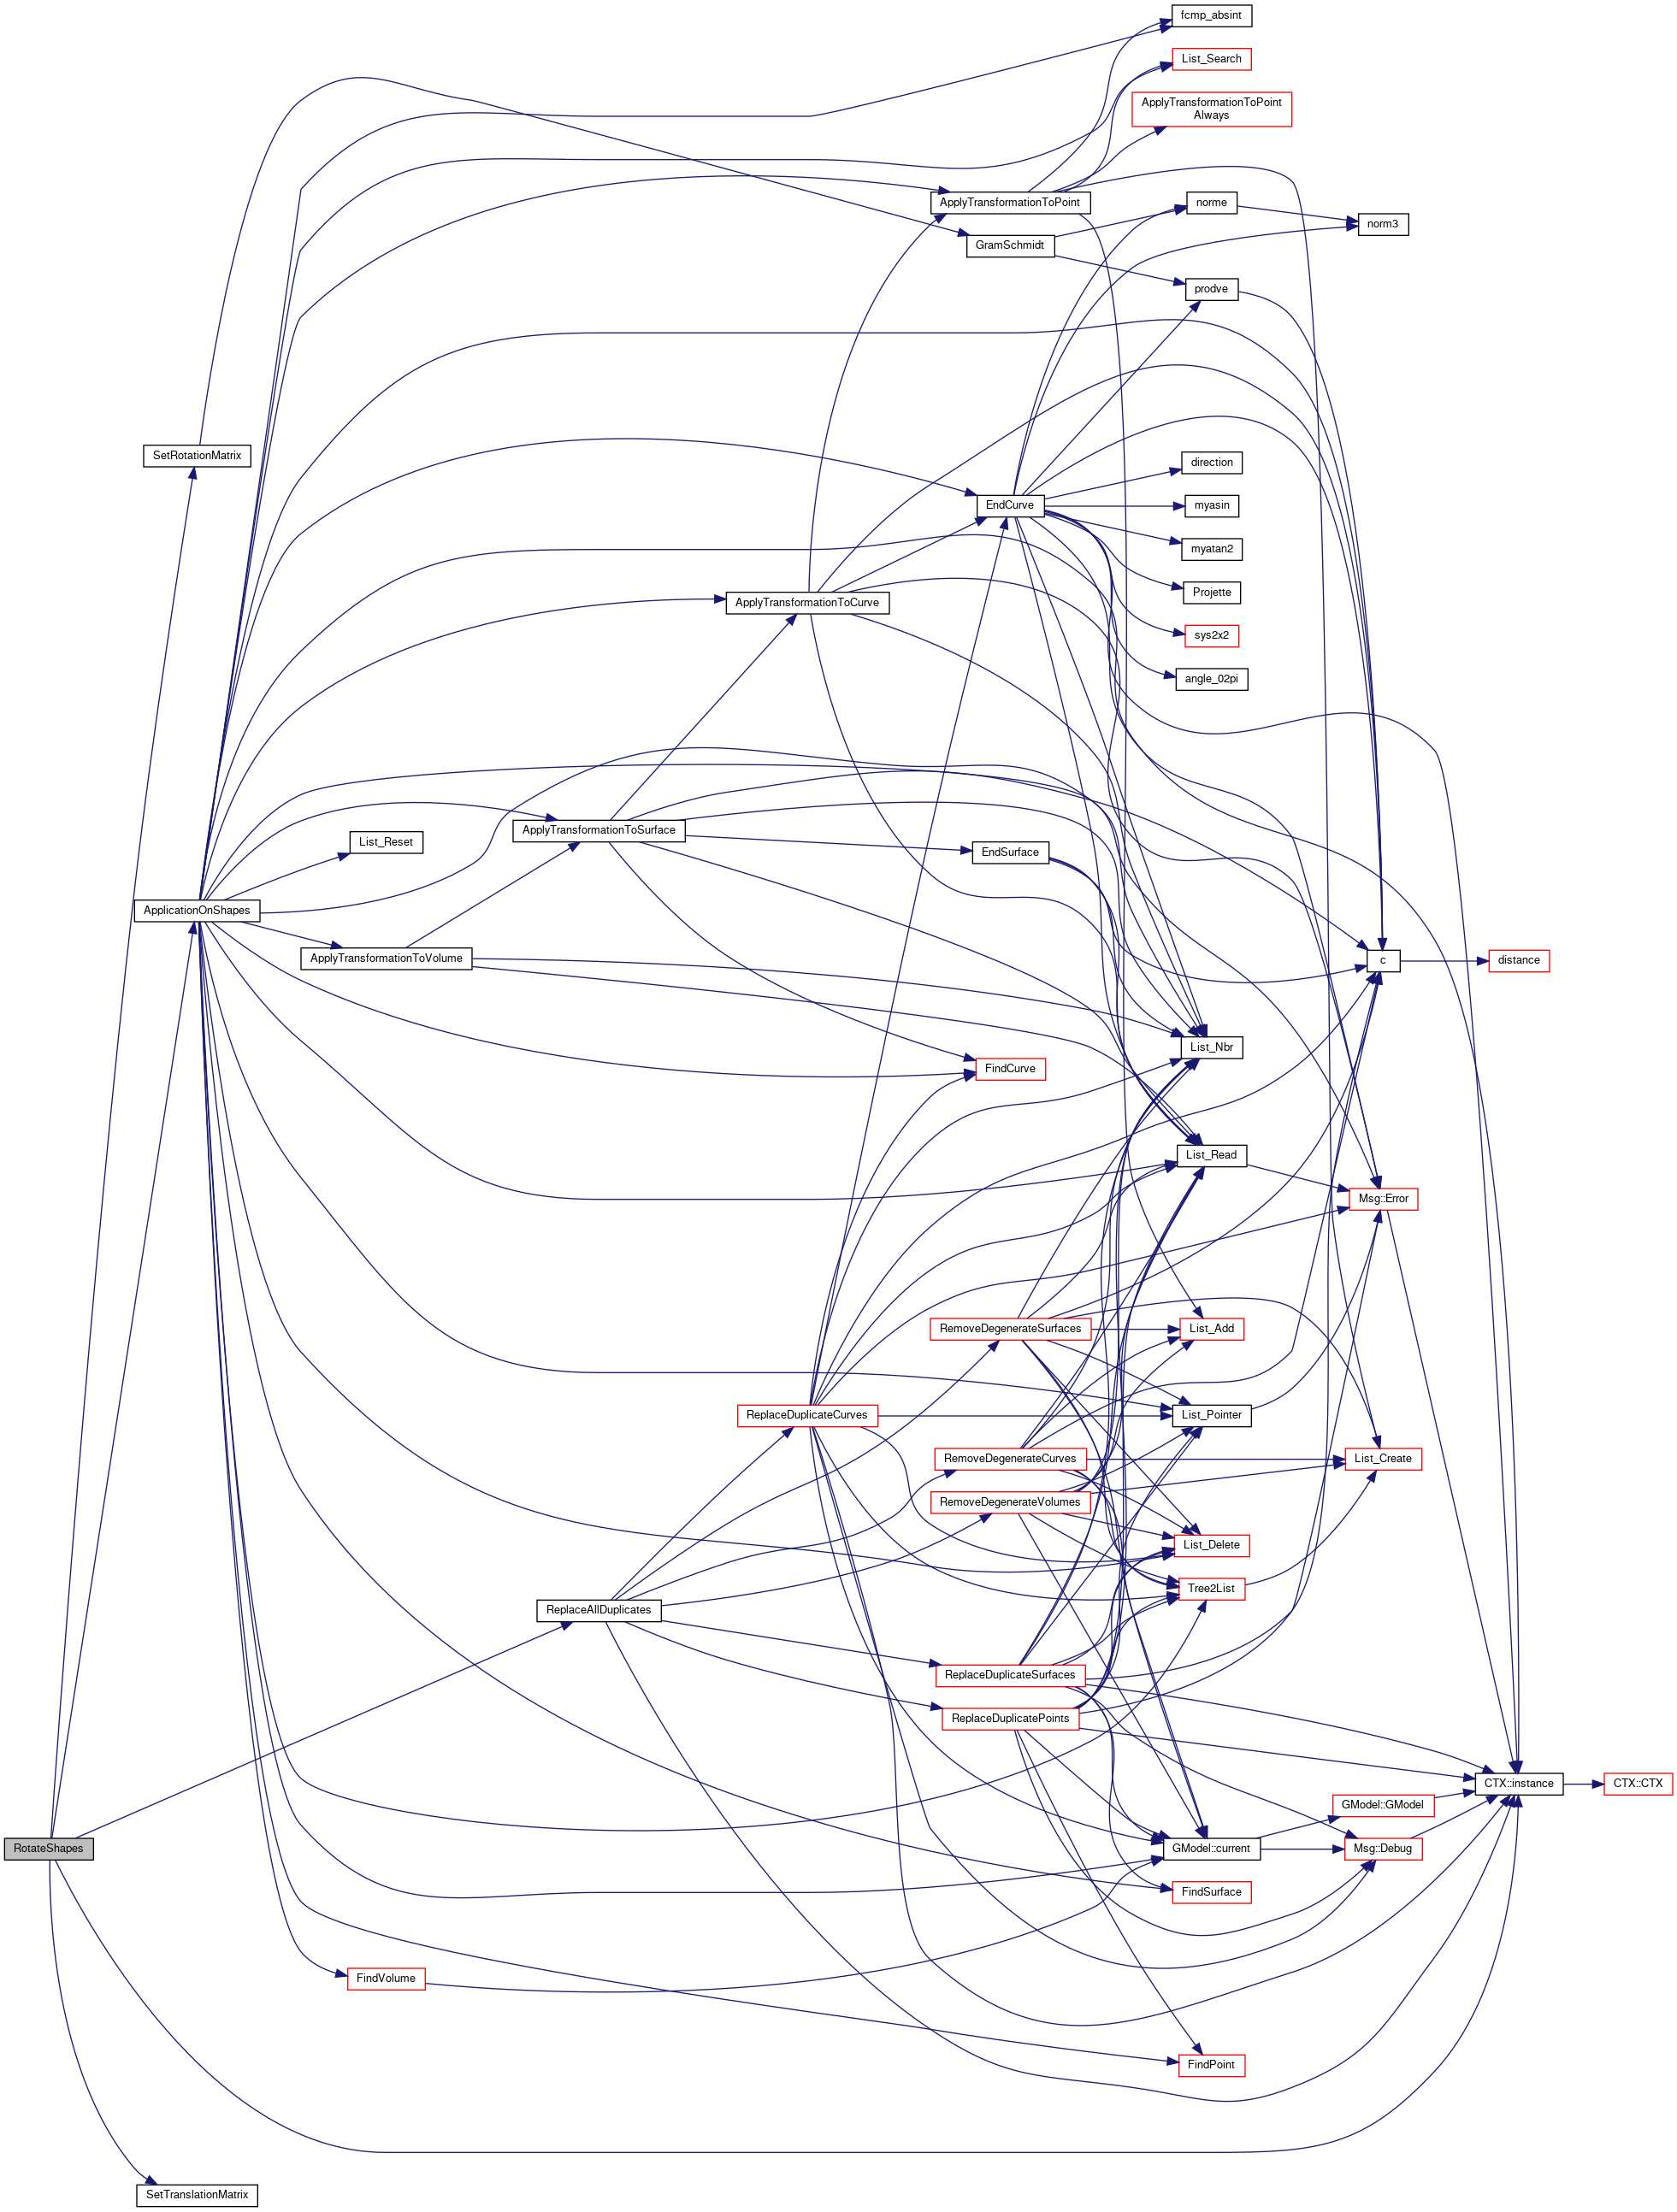 fcmp_absint
List_Search
ApplyTransformationToPoint
Always
ApplyTransformationToPoint
norme
norm3
GramSchmidt
prodve
SetRotationMatrix
direction
EndCurve
myasin
myatan2
Projette
ApplyTransformationToCurve
sys2x2
angle_02pi
ApplyTransformationToSurface
List_Reset
EndSurface
ApplicationOnShapes
ApplyTransformationToVolume
c
distance
List_Nbr
FindCurve
List_Read
Msg::Error
RemoveDegenerateSurfaces
List_Add
ReplaceDuplicateCurves
List_Pointer
RemoveDegenerateCurves
List_Create
RemoveDegenerateVolumes
List_Delete
Tree2List
ReplaceAllDuplicates
ReplaceDuplicateSurfaces
ReplaceDuplicatePoints
CTX::instance
CTX::CTX
GModel::GModel
RotateShapes
GModel::current
Msg::Debug
FindSurface
FindVolume
FindPoint
SetTranslationMatrix